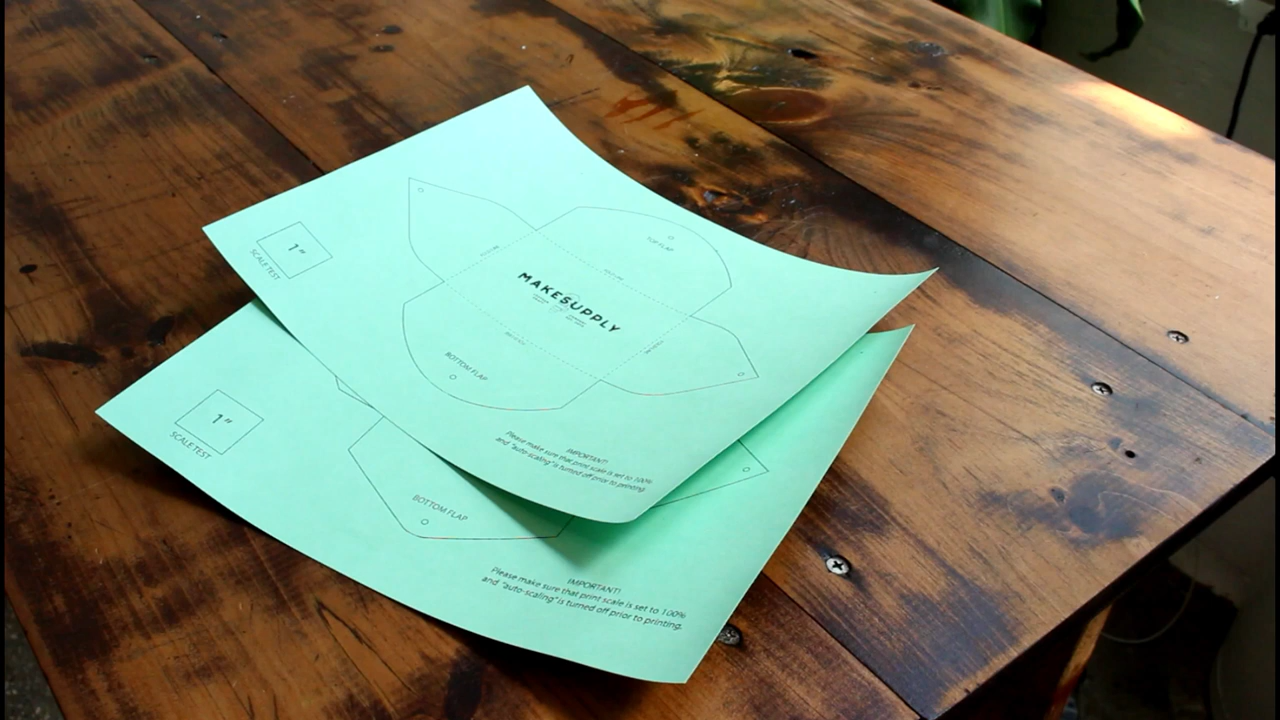 1"
SCALE TEST
TOP FLAP
MAKESUPPLY
BOTTOM FLAP
IMPORTANT!
Please make sure that print scale is set to 100%
and "auto-scaling" is turned off prior to printing.
1"
SCALE TEST
BOTTOM FLAP
IMPORTANT!
Please make sure that print scale is set to 100%
and "auto-scaling" is turned off prior to printing.